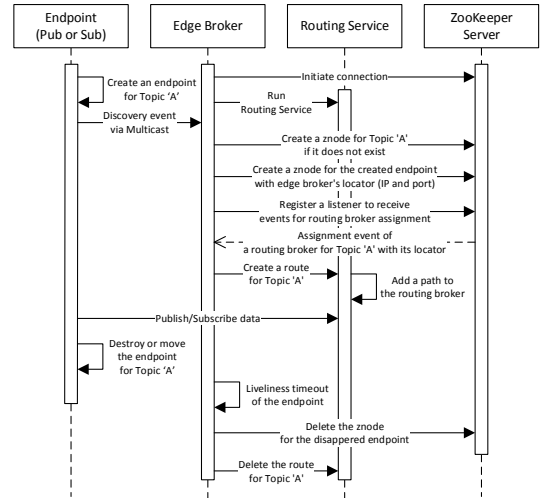 Endpoint
(Pub or Sub)
Edge Broker
Routing Service
ZooKeeper
Server
Create an endpoint
for Topic ‘A’
Initiate connection
Run
Routing Service
Discovery event
via Multicast
Create a znode for Topic 'A'
if it does not exist
Create a znode for the created endpoint
with edge broker's locator (IP and port)
Register a listener to receive
events for routing broker assignment
Assignment event of
a routing broker for Topic 'A' with its locator
Create a route
for Topic 'A'
Add a path to
the routing broker
Publish/Subscribe data
Destroy or move
the endpoint
for Topic ‘A’
Liveliness timeout
of the endpoint
Delete the znode
for the disappered endpoint
Delete the route
for Topic 'A'